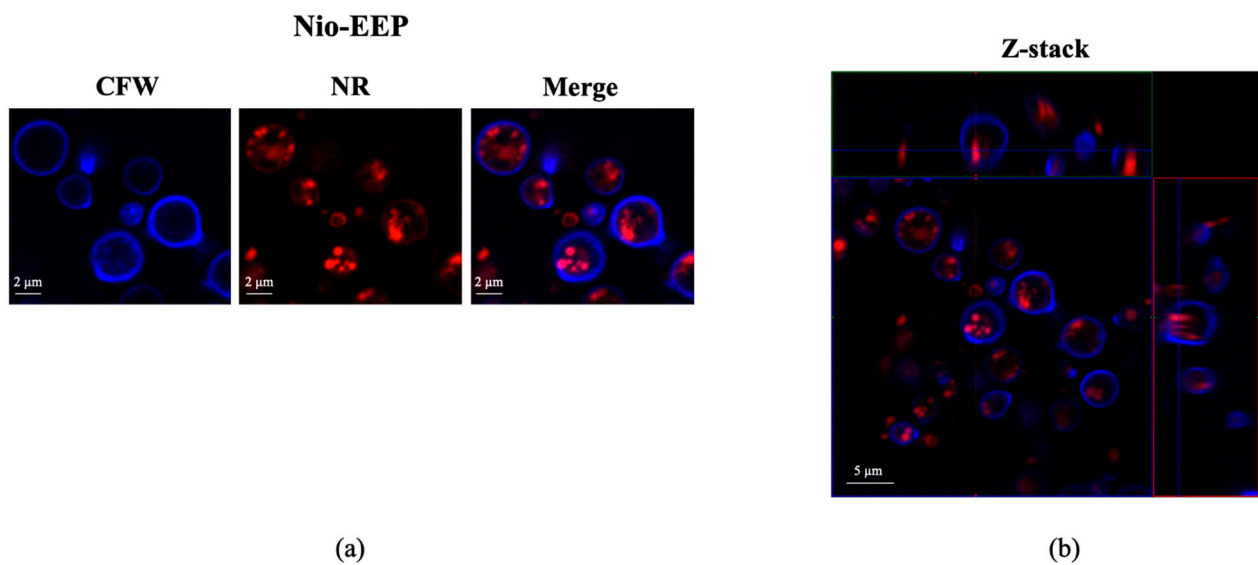 Nio-EEP
CFW NR Merge
2 µm 2 µm 2 µm
(a)
Z-stack
5 µm
(b)